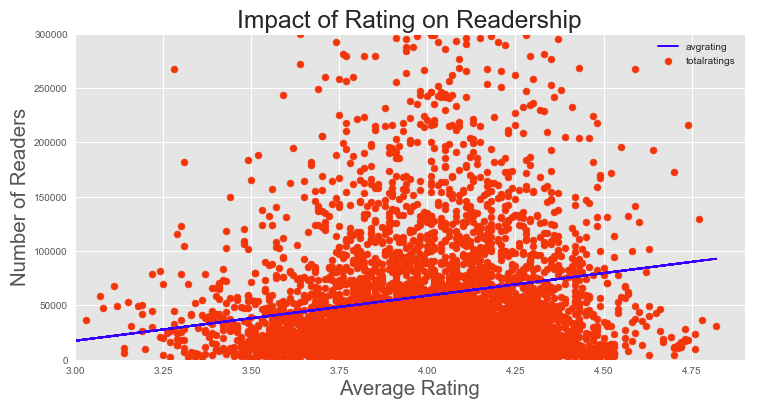 Impact of Rating on Readership
300000
250000
200000
150000
100000
50000
0
Number of Readers
avgrating
totalratings
3.00 3.25 3.50 3.75 4.00 4.25 4.50 4.75
Average Rating